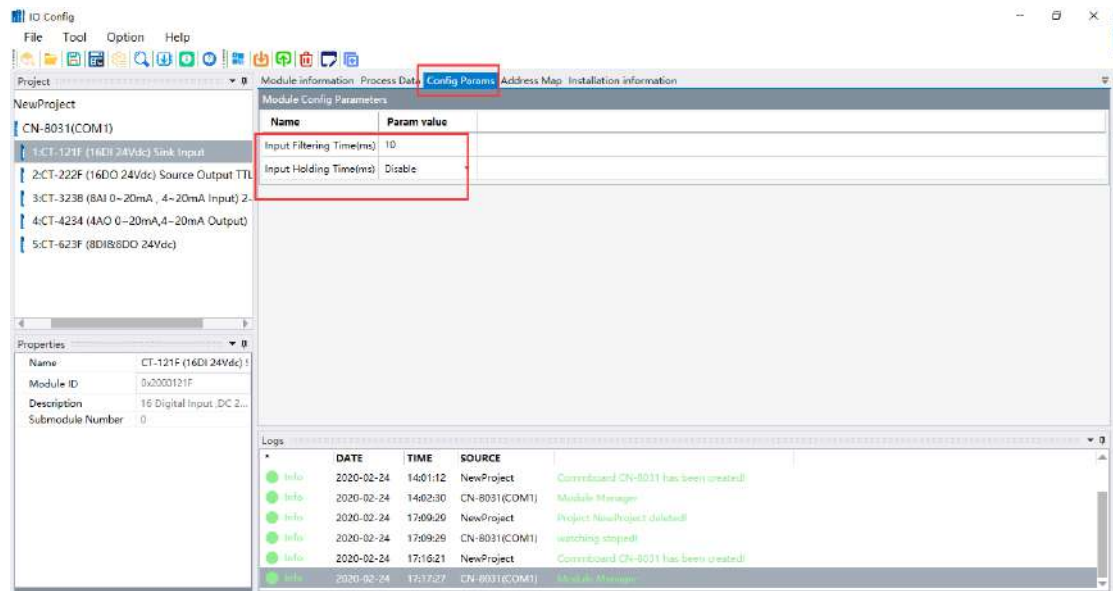 IO Config
File Tool Option Help
Project
Module information Process Data Config Params Address Map Installation information
NewProject
Module Config Parameters
CN-8031(COM1)
Name Param value
1:CT-121F (16DI 24Vdc) Sink Input
Input Filtering Time(ms) 10
2:CT-222F (16DO 24Vdc) Source Output TTL
Input Holding Time(ms) Disable
3:CT-3238 (8AI 0~20mA , 4~20mA Input) 2-
4:CT-4234 (4AO 0~20mA,4~20mA Output)
5:CT-623F (8DI&8DO 24Vdc)
Properties
Name CT-121F (16DI 24Vdc) S
Module ID 0x2000121F
Description 16 Digital Input ,DC 2...
Submodule Number 0
Logs
DATE TIME SOURCE
Info 2020-02-24 14:01:12 NewProject Commboard CN-8031 has been created!
Info 2020-02-24 14:02:30 CN-8031(COM1) Module Manager
Info 2020-02-24 17:09:29 NewProject Project NewProject deleted!
Info 2020-02-24 17:09:29 CN-8031(COM1) watching stoped!
Info 2020-02-24 17:16:21 NewProject Commboard CN-8031 has been created!
Info 2020-02-24 17:17:27 CN-8031(COM1) Module Manager